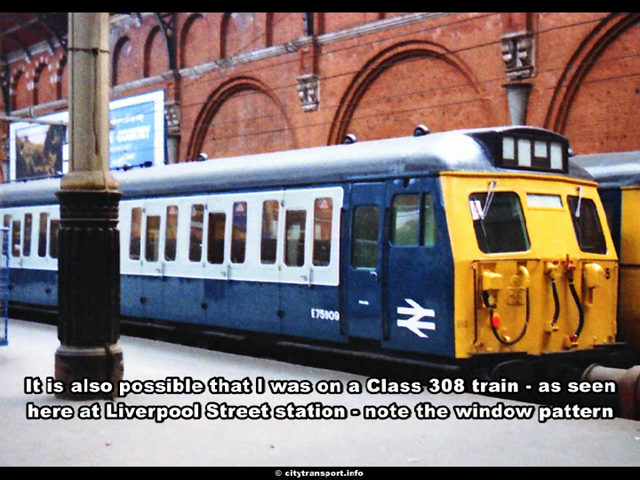 COUNTRY
E75909
It is also possible that I was on a Class 308 train - as seen
here at Liverpool Street station - note the window pattern
© citytransport.info